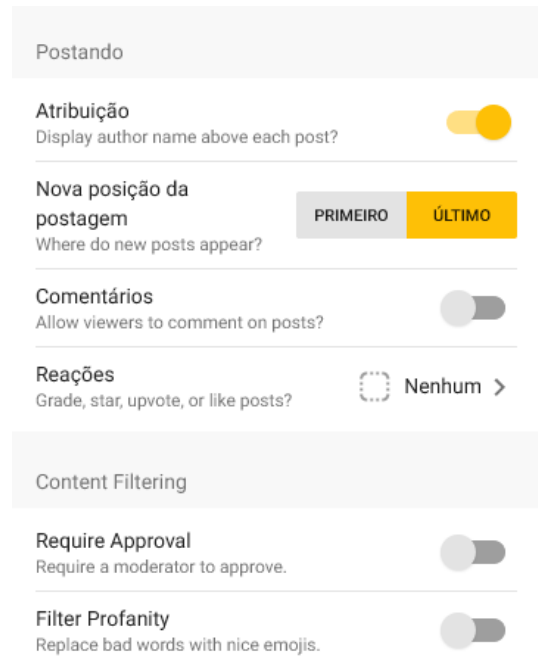 Postando
Atribuição
Display author name above each post?
Nova posição da
postagem
Where do new posts appear?
PRIMEIRO
ÚLTIMO
Comentários
Allow viewers to comment on posts?
Reações
Grade, star, upvote, or like posts?
Nenhum
Content Filtering
Require Approval
Require a moderator to approve.
Filter Profanity
Replace bad words with nice emojis.